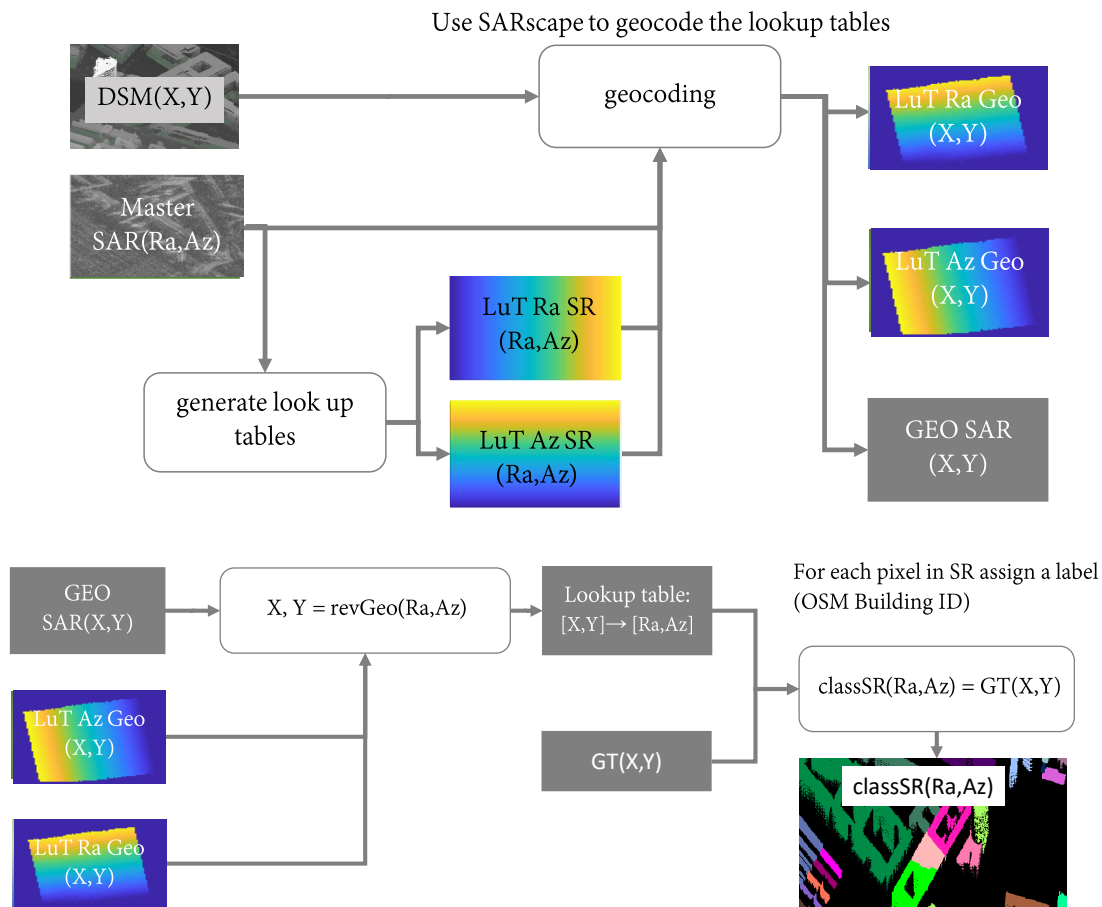 Use SARscape to geocode the lookup tables
DSM(X,Y)
geocoding
LuT Ra Geo
(X,Y)
Master
SAR(Ra,Az)
LuT Az Geo
(X,Y)
LuT Ra SR
(Ra,Az)
generate look up
tables
LuT Az SR
(Ra,Az)
GEO SAR
(X,Y)
GEO
SAR(X,Y)
X, Y = revGeo(Ra,Az)
Lookup table:
[X,Y]→ [Ra,Az]
For each pixel in SR assign a label
(OSM Building ID)
classSR(Ra,Az) = GT(X,Y)
LuT Az Geo
(X,Y)
GT(X,Y)
classSR(Ra,Az)
LuT Ra Geo
(X,Y)